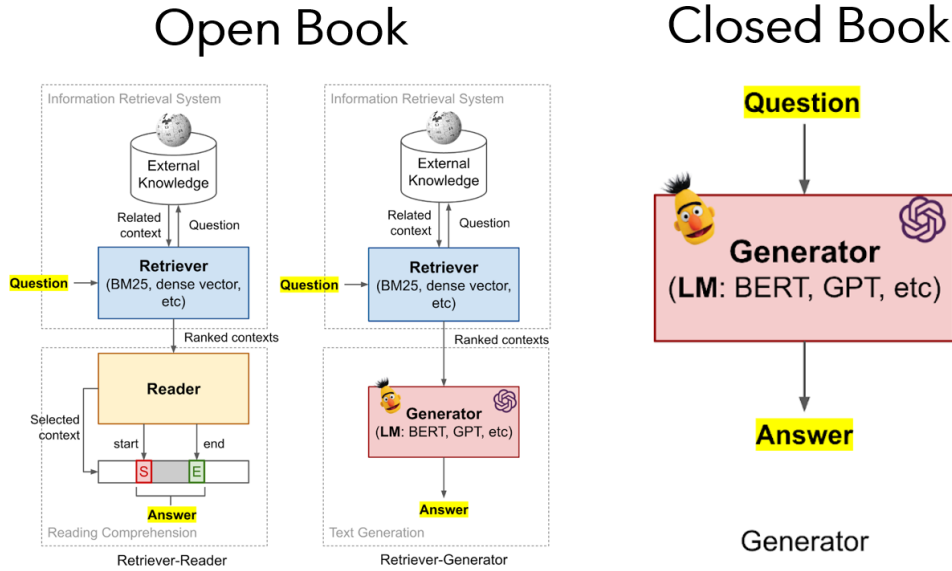 Open Book
Information Retrieval System
External
Knowledge
Related
context
Question
Question
Retriever
(BM25, dense vector,
etc)
Ranked contexts
Reader
Selected
context
start
end
S
E
Answer
Reading Comprehension
Retriever-Reader
Information Retrieval System
External
Knowledge
Related
context
Question
Question
Retriever
(BM25, dense vector,
etc)
Ranked contexts
Generator
(LM: BERT, GPT, etc)
Answer
Text Generation
Retriever-Generator
Closed Book
Question
Generator
(LM: BERT, GPT, etc)
Answer
Generator